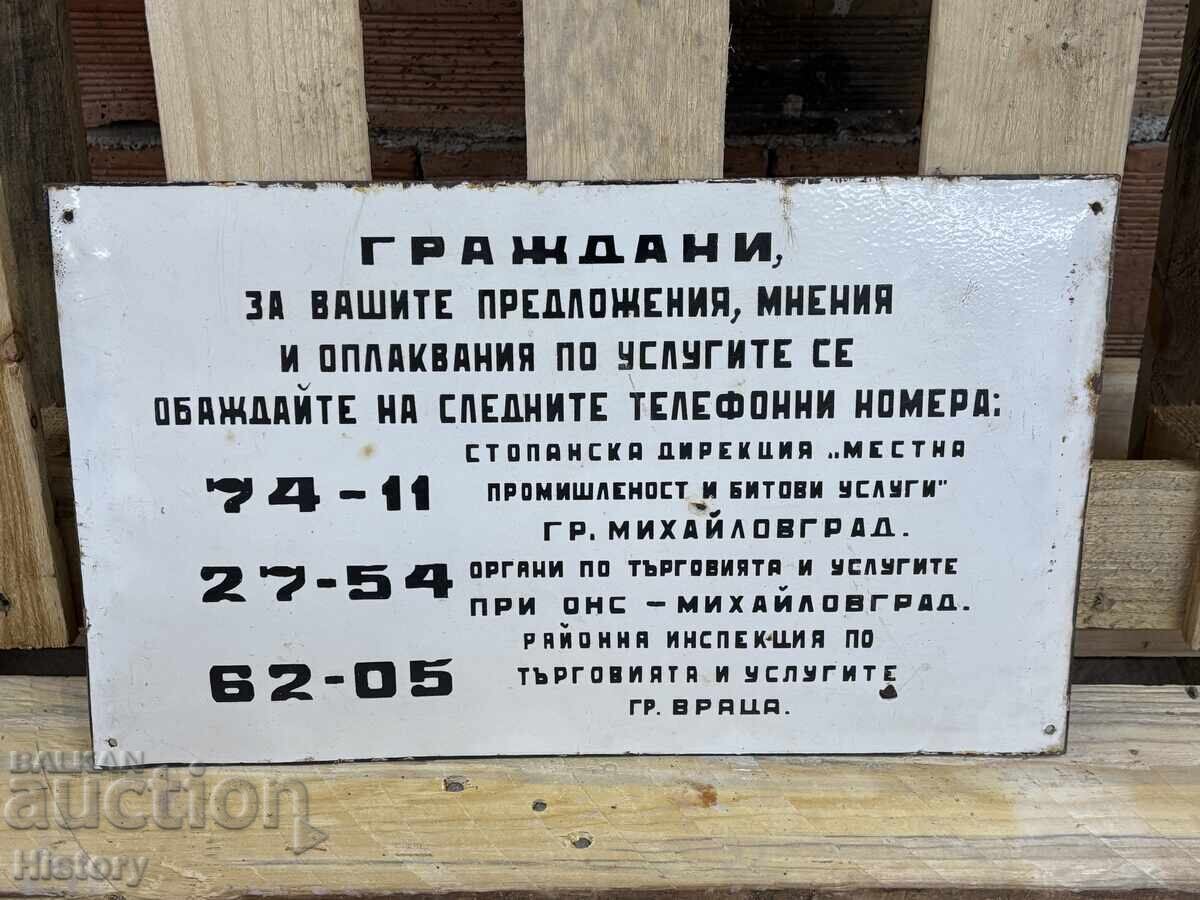 ГРАЖДАНИ,
ЗА ВАШИТЕ ПРЕДЛОЖЕНИЯ, МНЕНИЯ
И ОПЛАКВАНИЯ ПО УСЛУГИТЕ СЕ
ОБАЖДАЙТЕ НА СЛЕДНИТЕ ТЕЛЕФОННИ НОМЕРА:
74-11
СТОПАНСКА ДИРЕКЦИЯ „МЕСТНА
ПРОМИШЛЕНОСТ И БИТОВИ УСЛУГИ"
ГР. МИХАЙЛОВГРАД.
27-54
ОРГАНИ ПО ТЪРГОВИЯТА И УСЛУГИТЕ
ПРИ ОНС – МИХАЙЛОВГРАД.
62-05
РАЙОННА ИНСПЕКЦИЯ ПО
ТЪРГОВИЯТА И УСЛУГИТЕ
ГР. ВРАЦА.
BALKAN
auction
History